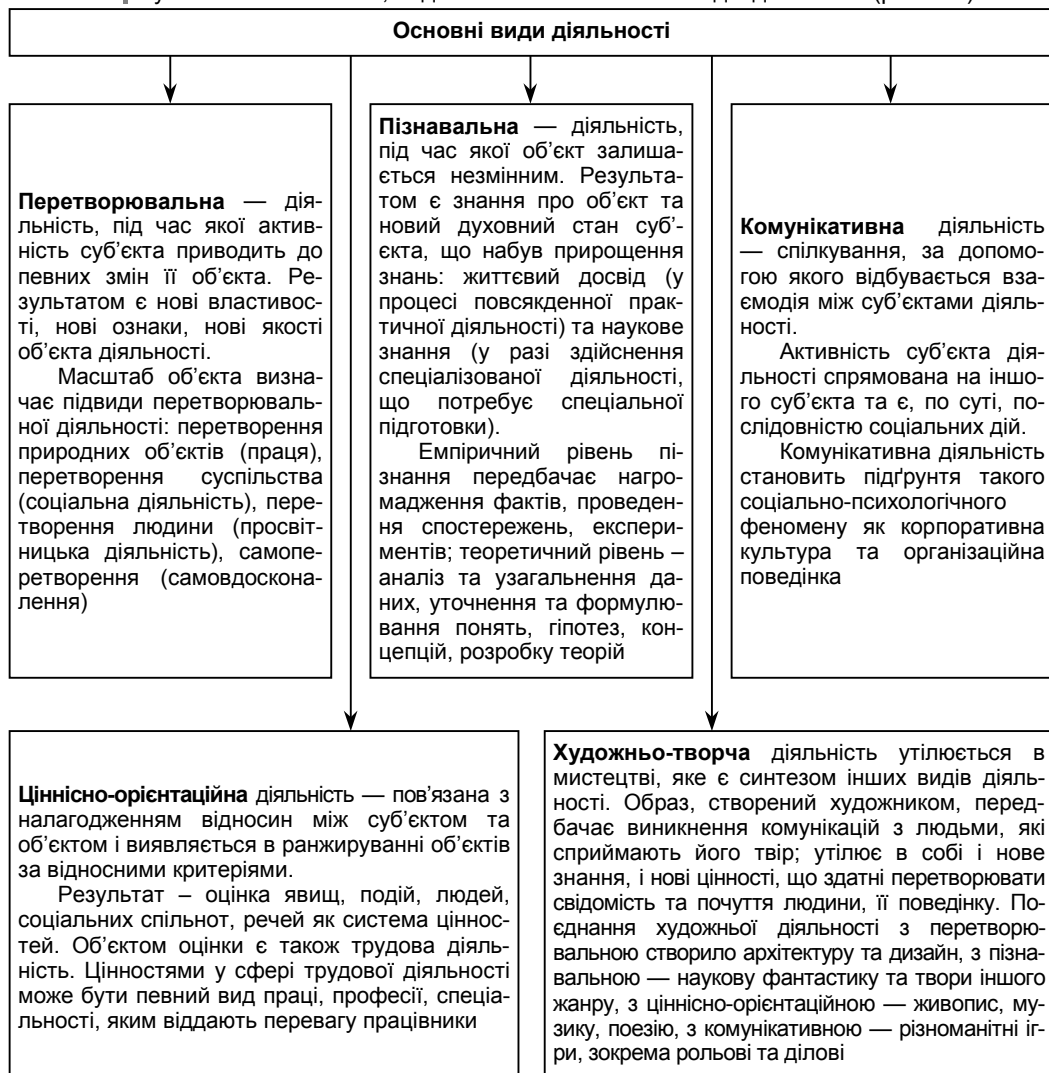 Основні види діяльності
Перетворювальна — дія-
льність, під час якої актив-
ність суб’єкта приводить до
певних змін її об’єкта. Ре-
зультатом є нові властивос-
ті, нові ознаки, нові якості
об’єкта діяльності.
Масштаб об’єкта визна-
чає підвиди перетворюваль-
ної діяльності: перетворення
природних об’єктів (праця),
перетворення суспільства
(соціальна діяльність), пере-
творення людини (просвіт-
ницька діяльність), самопе-
ретворення (самовдоскона-
лення)
Пізнавальна — діяльність,
під час якої об’єкт залиша-
ється незмінним. Результа-
том є знання про об’єкт та
новий духовний стан суб’-
єкта, що набув прирощення
знань: життєвий досвід (у
процесі повсякденної прак-
тичної діяльності) та наукове
знання (у разі здійснення
спеціалізованої діяльності,
що потребує спеціальної
підготовки).
Емпіричний рівень пі-
знання передбачає нагро-
мадження фактів, проведен-
ня спостережень, експери-
ментів; теоретичний рівень –
аналіз та узагальнення да-
них, уточнення та формулю-
вання понять, гіпотез, кон-
цепцій, розробку теорій
Комунікативна діяльність
— спілкування, за допомо-
гою якого відбувається вза-
ємодія між суб’єктами діяль-
ності.
Активність суб’єкта дія-
льності спрямована на іншо-
го суб’єкта та є, по суті, по-
слідовністю соціальних дій.
Комунікативна діяльність
становить підґрунтя такого
соціально-психологічного
феномену як корпоративна
культура та організаційна
поведінка
Ціннісно-орієнтаційна діяльність — пов’язана з
налагодженням відносин між суб’єктом та
об’єктом і виявляється в ранжируванні об’єктів
за відносними критеріями.
Результат – оцінка явищ, подій, людей,
соціальних спільнот, речей як система ціннос-
тей. Об’єктом оцінки є також трудова діяль-
ність. Цінностями у сфері трудової діяльності
може бути певний вид праці, професії, спеціа-
льності, яким віддають перевагу працівники
Художньо-творча діяльність утілюється в
мистецтві, яке є синтезом інших видів діяль-
ності. Образ, створений художником, перед-
бачає виникнення комунікацій з людьми, які
сприймають його твір; утілює в собі і нове
знання, і нові цінності, що здатні перетворювати
свідомість та почуття людини, її поведінку. По-
єднання художньої діяльності з перетворю-
вальною створило архітектуру та дизайн, з пізна-
вальною — наукову фантастику та твори іншого
жанру, з ціннісно-орієнтаційною — живопис, му-
зику, поезію, з комунікативною — різноманітні іг-
ри, зокрема рольові та ділові